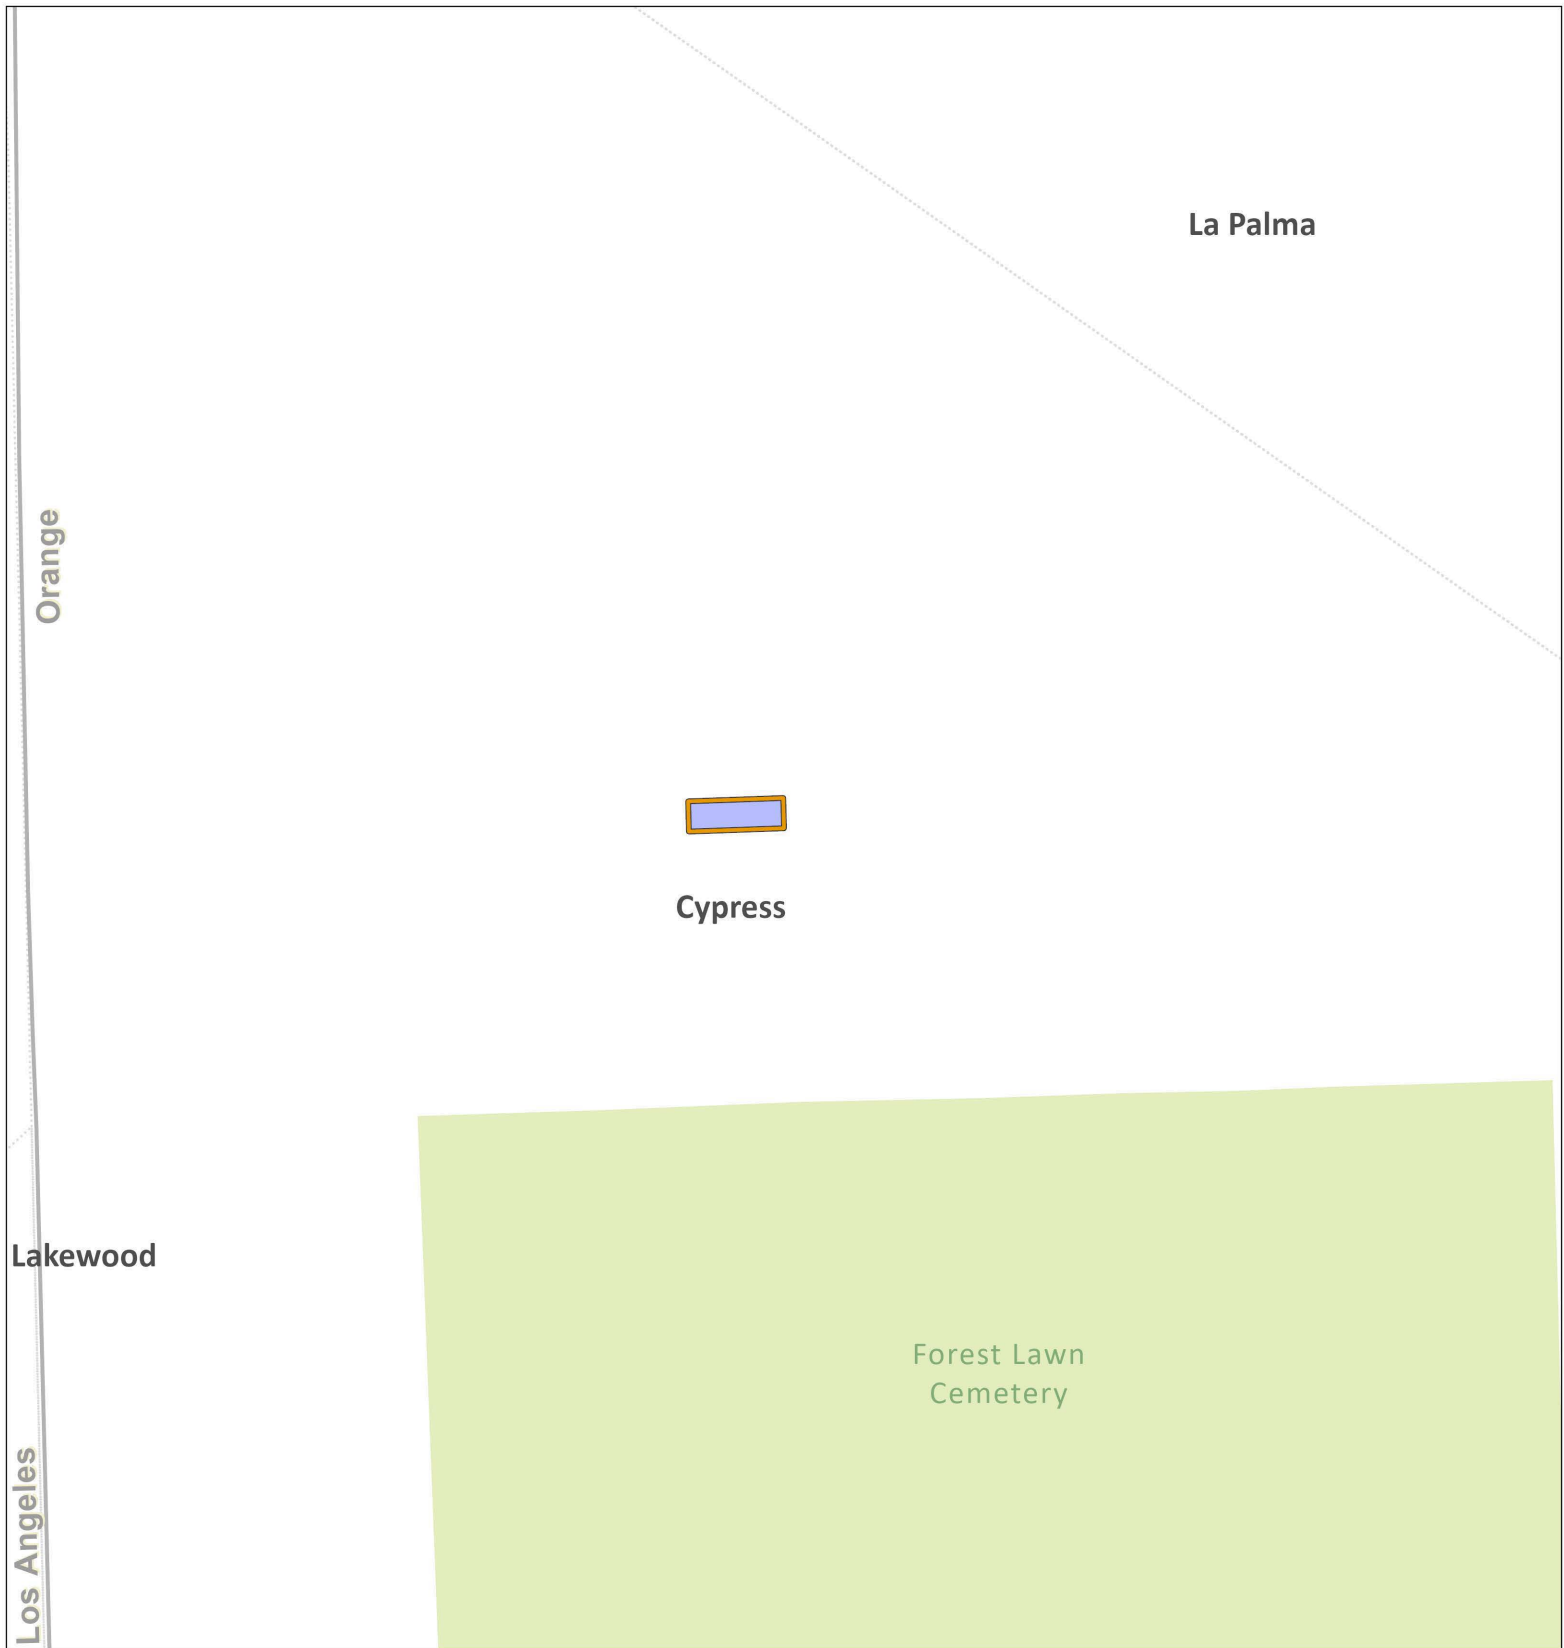 La Palma
Orange
Cypress
Lakewood
Forest Lawn
Cemetery
Los Angeles